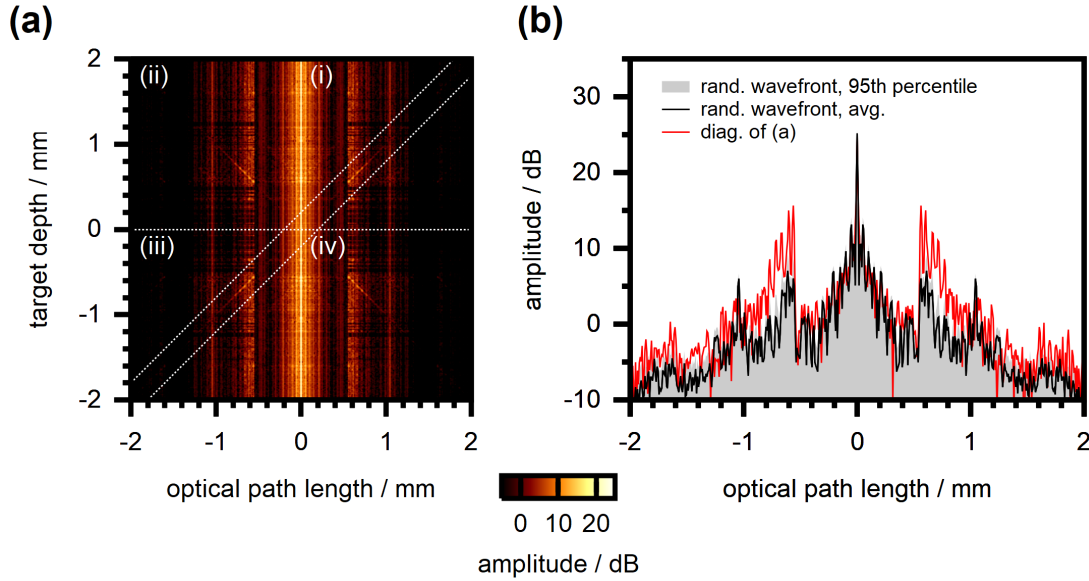 (a)
(b)
2
1
0
-1
-2
target depth / mm
(ii)
(i)
(iii)
(iv)
-2
-1
0
1
2
optical path length / mm
0
10
20
amplitude / dB
30
20
10
0
-10
amplitude / dB
rand. wavefront, 95th percentile
rand. wavefront, avg.
diag. of (a)
-2
-1
0
1
2
optical path length / mm